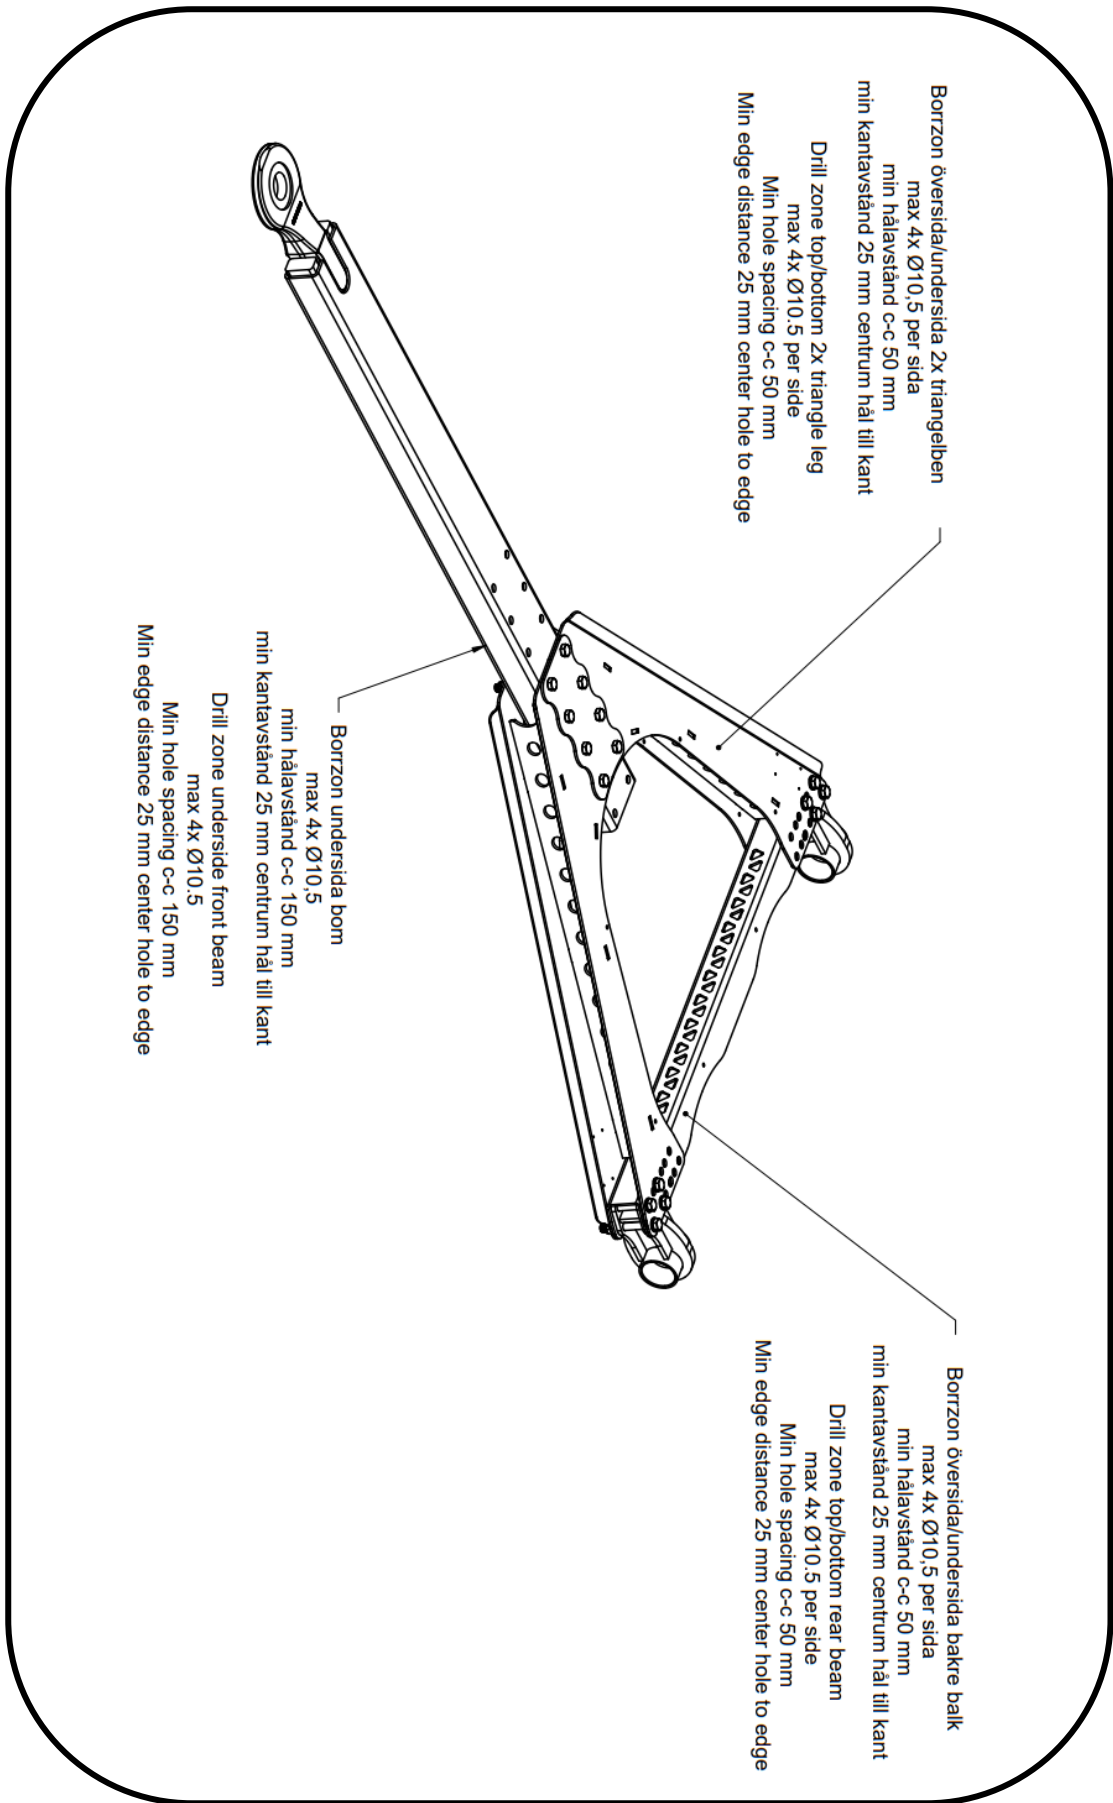 Borrzon översida/undersida 2x triangelben
max 4x Ø10,5 per sida
min hålavstånd c-c 50 mm
min kantavstånd 25 mm centrum hål till kant
Drill zone top/bottom 2x triangle leg
max 4x Ø10.5 per side
Min hole spacing c-c 50 mm
Min edge distance 25 mm center hole to edge
Borrzon undersida bom
max 4x Ø10,5
min hålavstånd c-c 150 mm
min kantavstånd 25 mm centrum hål till kant
Drill zone underside front beam
max 4x Ø10.5
Min hole spacing c-c 150 mm
Min edge distance 25 mm center hole to edge
Borrzon översida/undersida bakre balk
max 4x Ø10,5 per sida
min hålavstånd c-c 50 mm
min kantavstånd 25 mm centrum hål till kant
Drill zone top/bottom rear beam
max 4x Ø10.5 per side
Min hole spacing c-c 50 mm
Min edge distance 25 mm center hole to edge